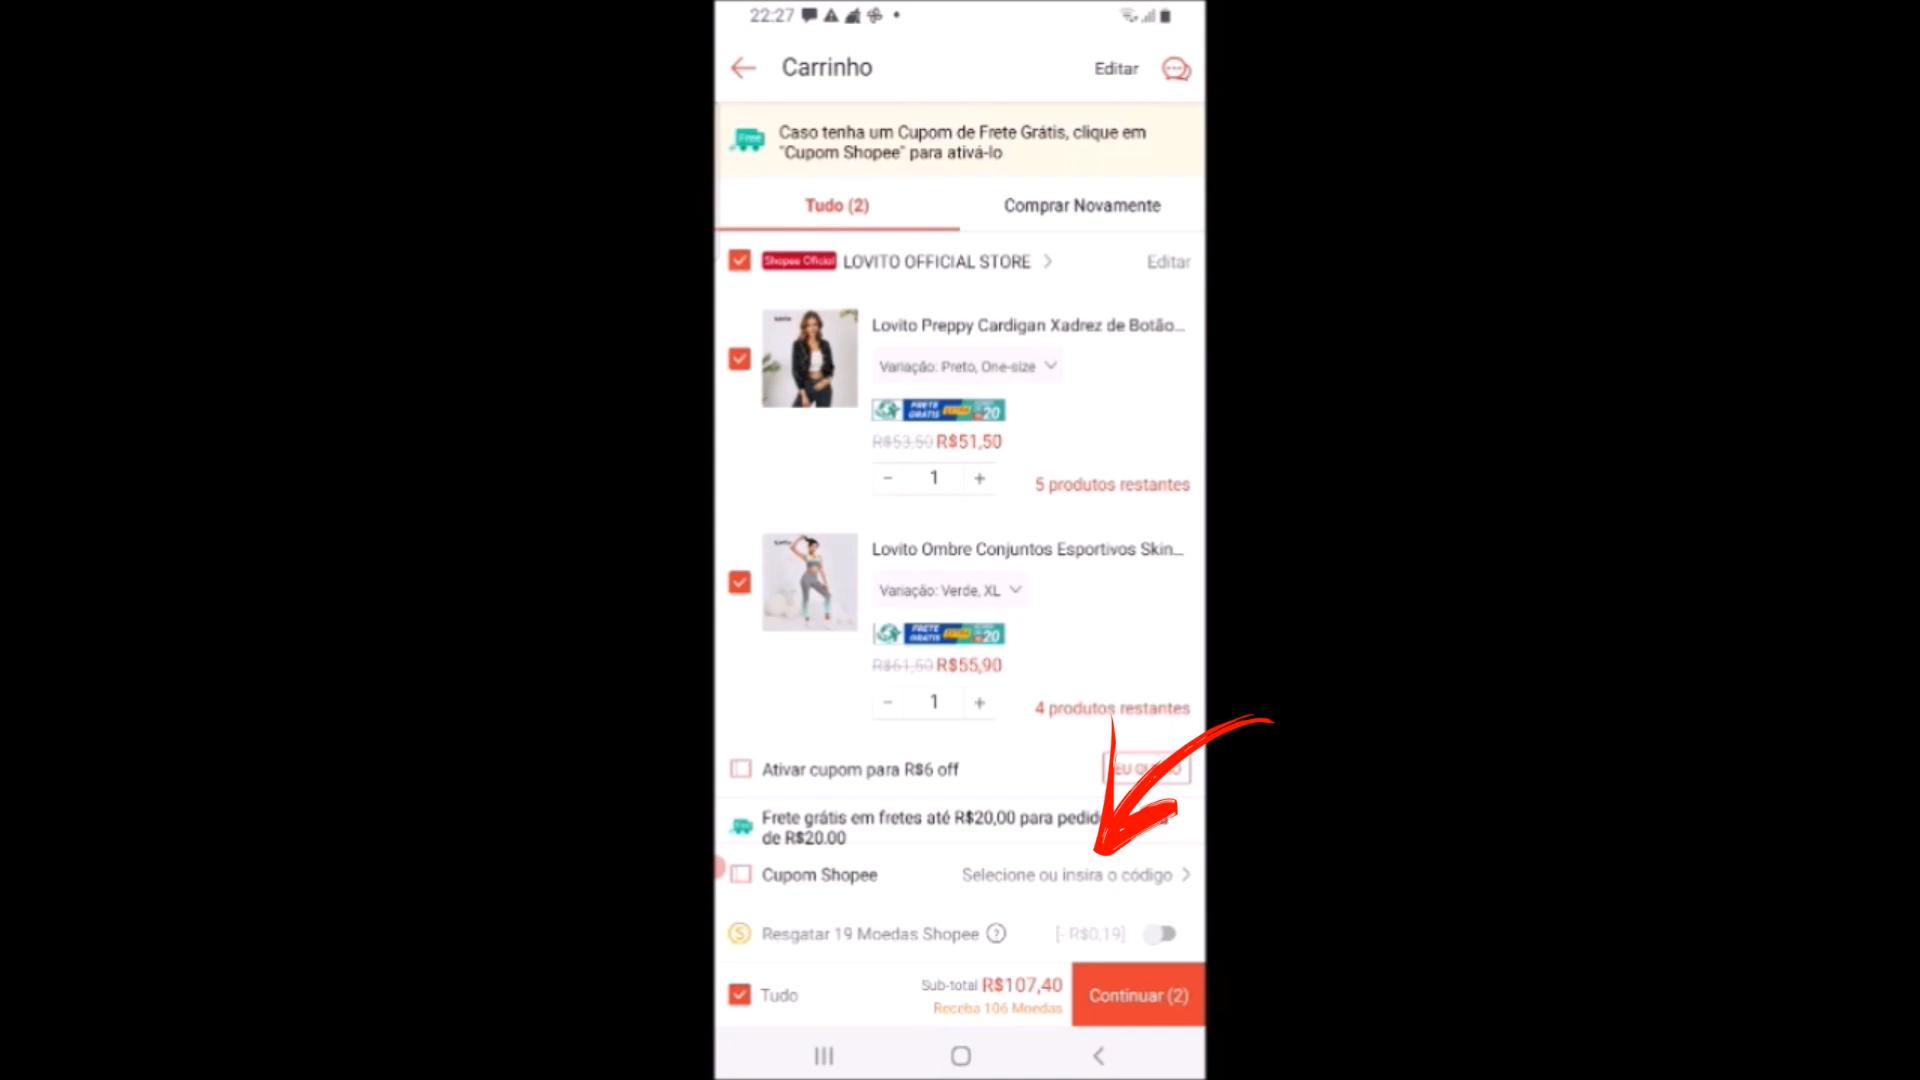 22:27
Carrinho
Editar
Caso tenha um Cupom de Frete Grátis, clique em
"Cupom Shopee" para ativá-lo
Tudo (2)
Comprar Novamente
Shopee Oficial LOVITO OFFICIAL STORE
Editar
Lovito Preppy Cardigan Xadrez de Botão...
Variação: Preto, One-size
FRETE GRÁTIS EXTRA
20
R$53,50 R$51,50
- 1 +
5 produtos restantes
Lovito Ombre Conjuntos Esportivos Skin...
Variação: Verde, XL
FRETE GRÁTIS EXTRA
20
R$61,50 R$55,90
- 1 +
4 produtos restantes
Ativar cupom para R$6 off
EU
Frete grátis em fretes até R$20,00 para
de R$20.00
Cupom Shopee
Selecione ou insira o código
Resgatar 19 Moedas Shopee ?
[- R$0,19]
Tudo
Sub-total R$107,40
Receba 106 Moedas
Continuar (2)